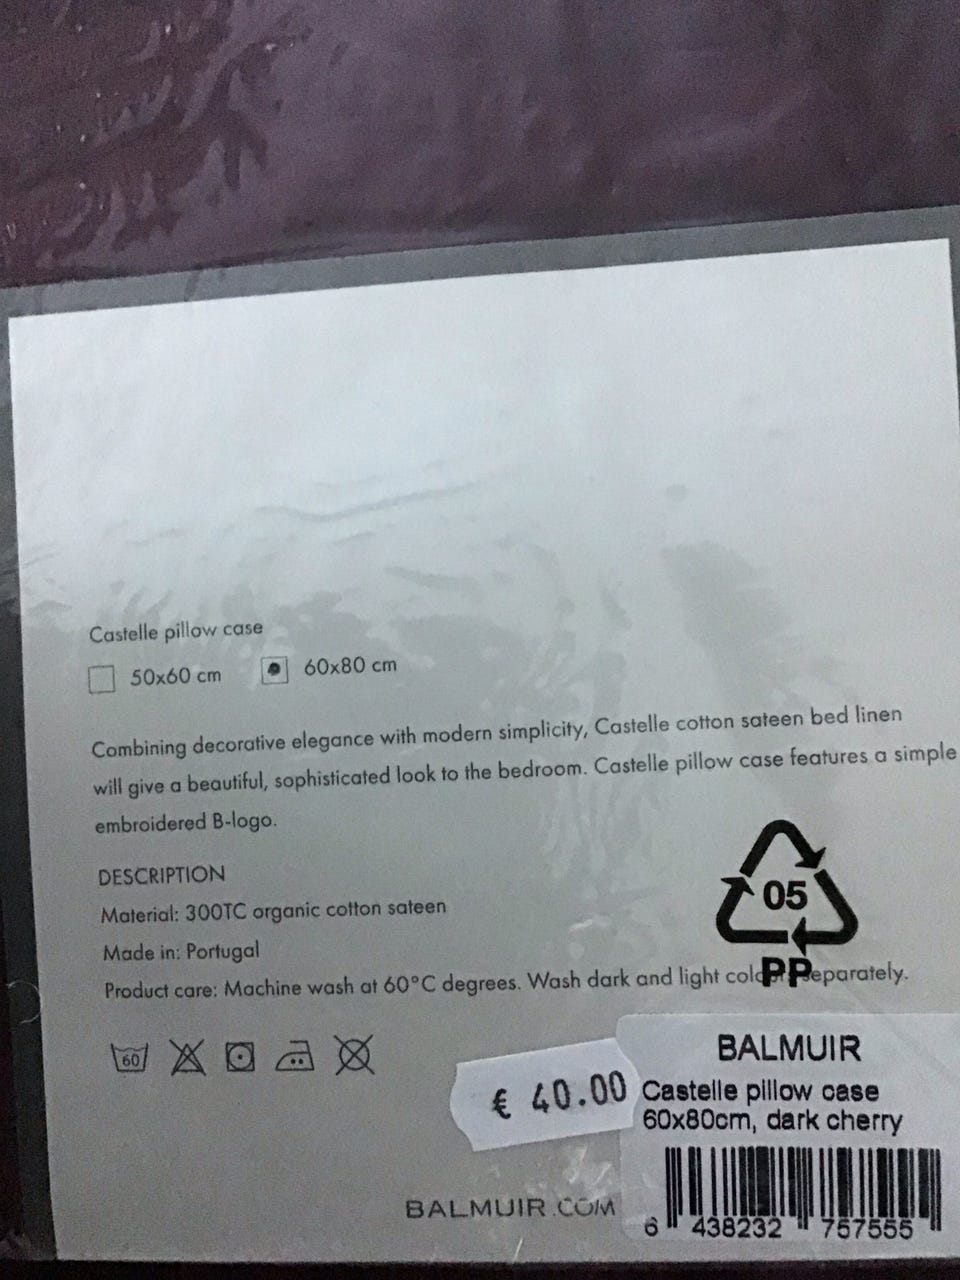 Castelle pillow case
50x60 cm 60x80 cm
Combining decorative elegance with modern simplicity, Castelle cotton sateen bed linen
will give a beautiful, sophisticated look to the bedroom. Castelle pillow case features a simple
embroidered B-logo.
DESCRIPTION
Material: 300TC organic cotton sateen
Made in: Portugal
Product care: Machine wash at 60°C degrees. Wash dark and light separately.
05
PP
60
€ 40.00
BALMUIR
Castelle pillow case
60x80cm, dark cherry
6 438232 757555
BALMUIR.COM